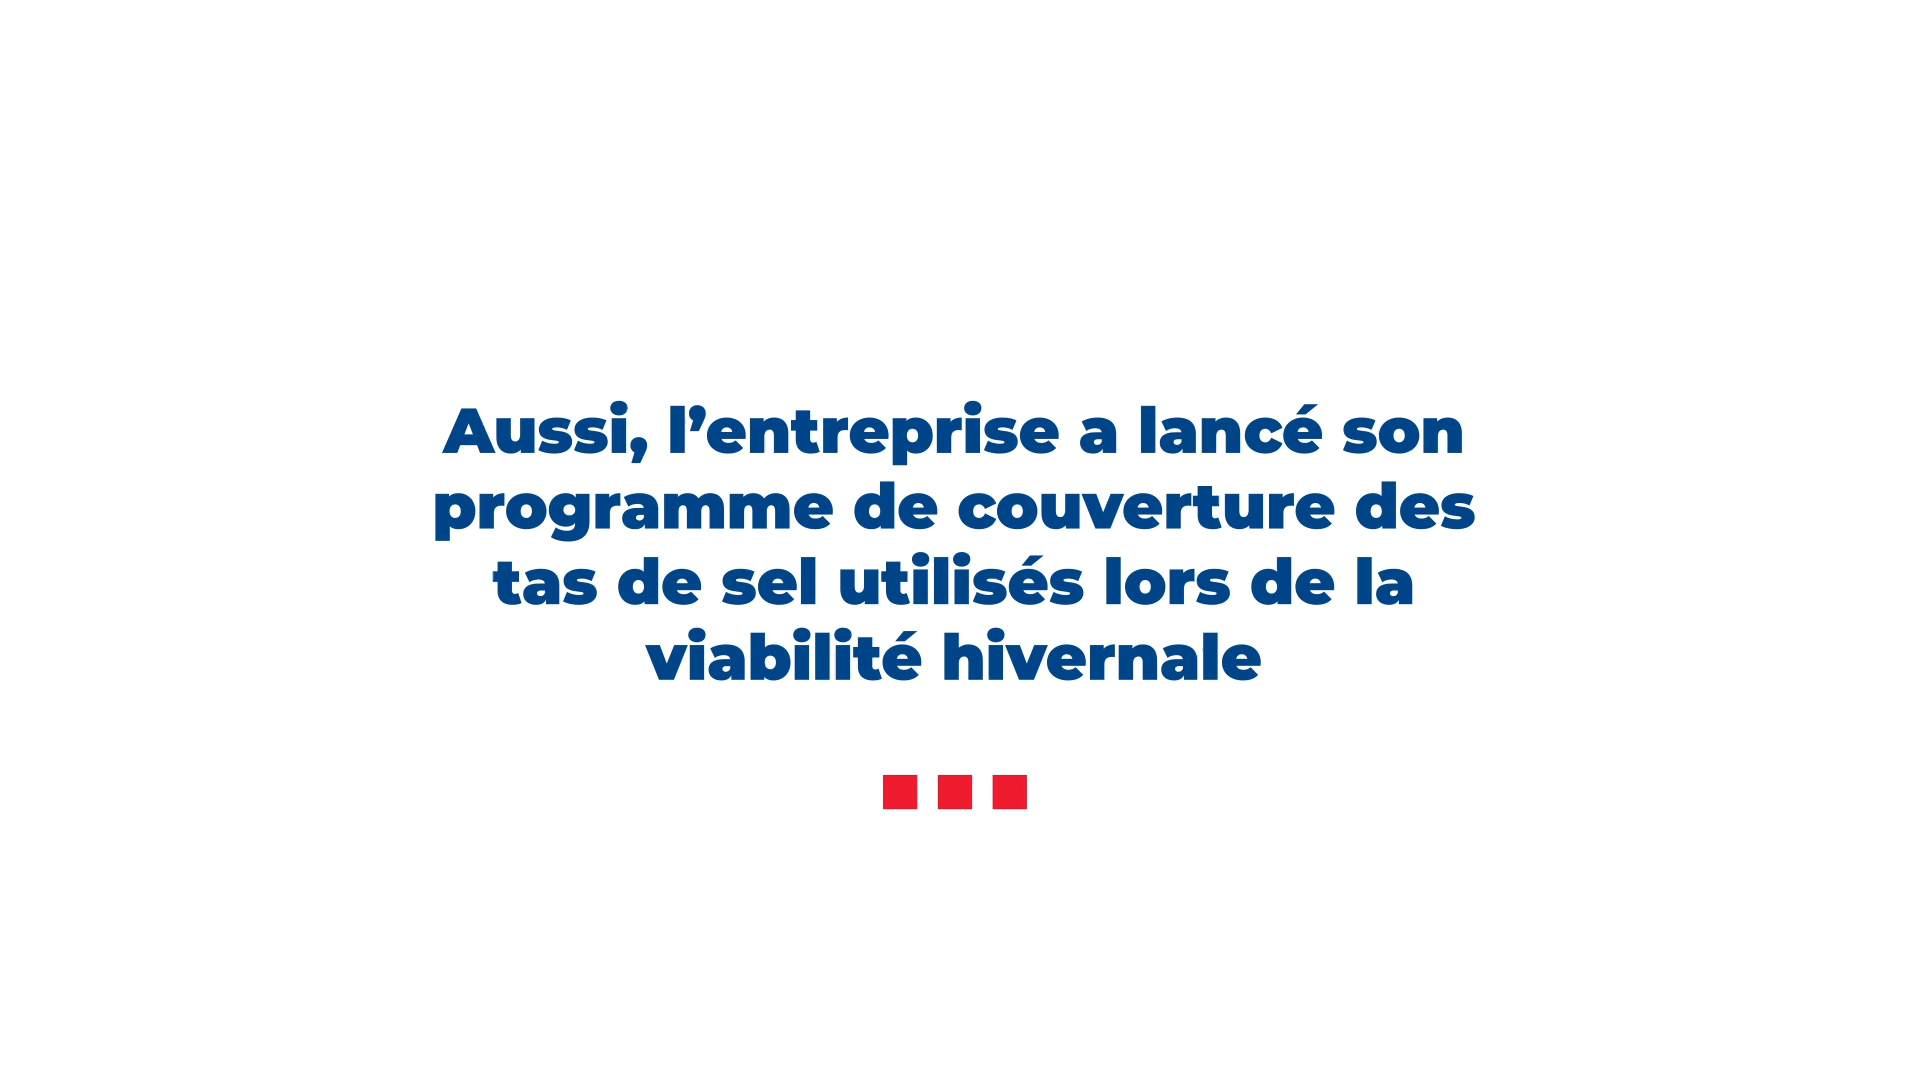 Aussi, l’entreprise a lancé son
programme de couverture des
tas de sel utilisés lors de la
viabilité hivernale